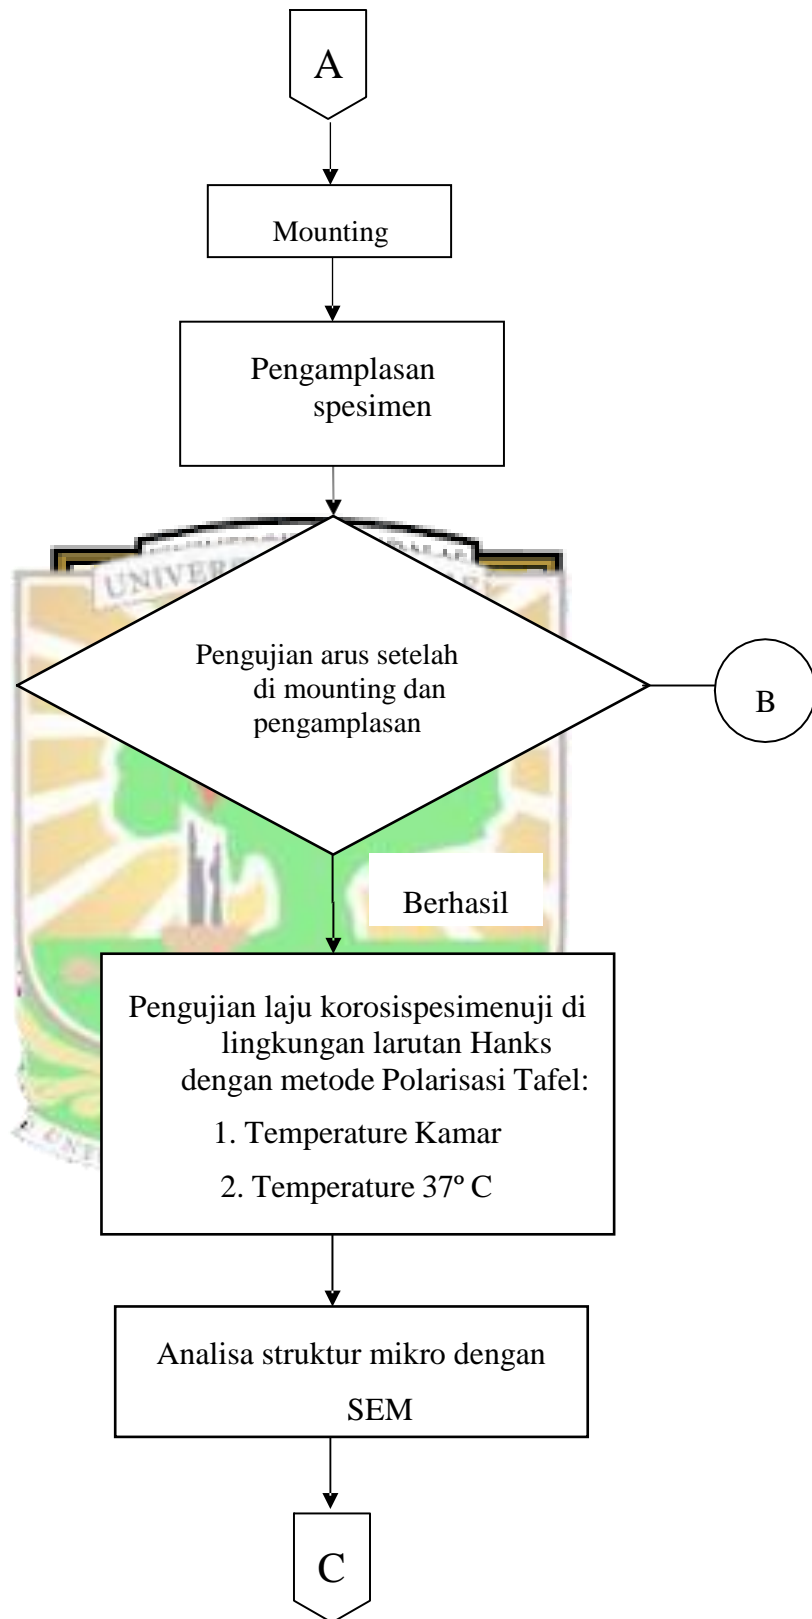 A
Mounting
Pengamplasan
spesimen
UNIVER
Pengujian arus setelah
di mounting dan
pengamplasan
B
Berhasil
Pengujian laju korosispesimenuji di
lingkungan larutan Hanks
dengan metode Polarisasi Tafel:
1. Temperature Kamar
2. Temperature 37º C
Analisa struktur mikro dengan
SEM
C